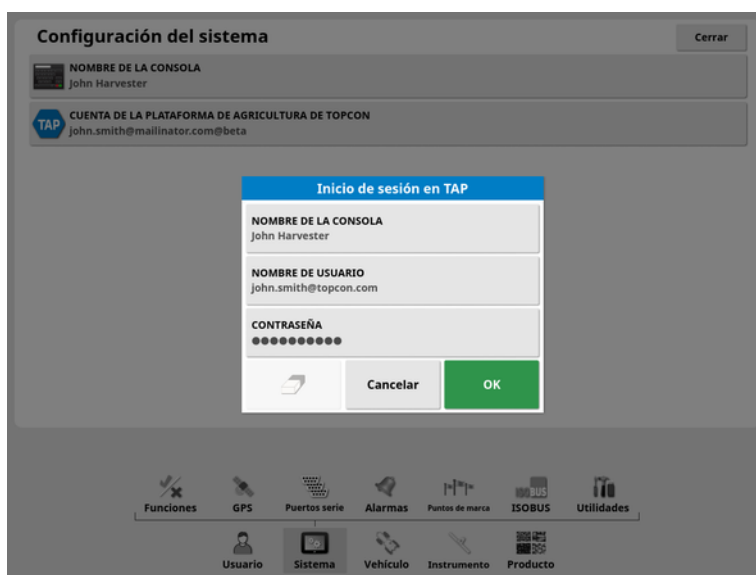 Configuración del sistema
Cerrar
NOMBRE DE LA CONSOLA
John Harvester
TAP
CUENTA DE LA PLATAFORMA DE AGRICULTURA DE TOPCON
john.smith@mailinator.com@beta
Inicio de sesión en TAP
NOMBRE DE LA CONSOLA
John Harvester
NOMBRE DE USUARIO
john.smith@topcon.com
CONTRASEÑA
●●●●●●●●●●
Cancelar
OK
ISOBUS
Funciones
GPS
Puertos serie
Alarmas
Puntos de marca
ISOBUS
Utilidades
Usuario
Sistema
Vehículo
Instrumento
Producto